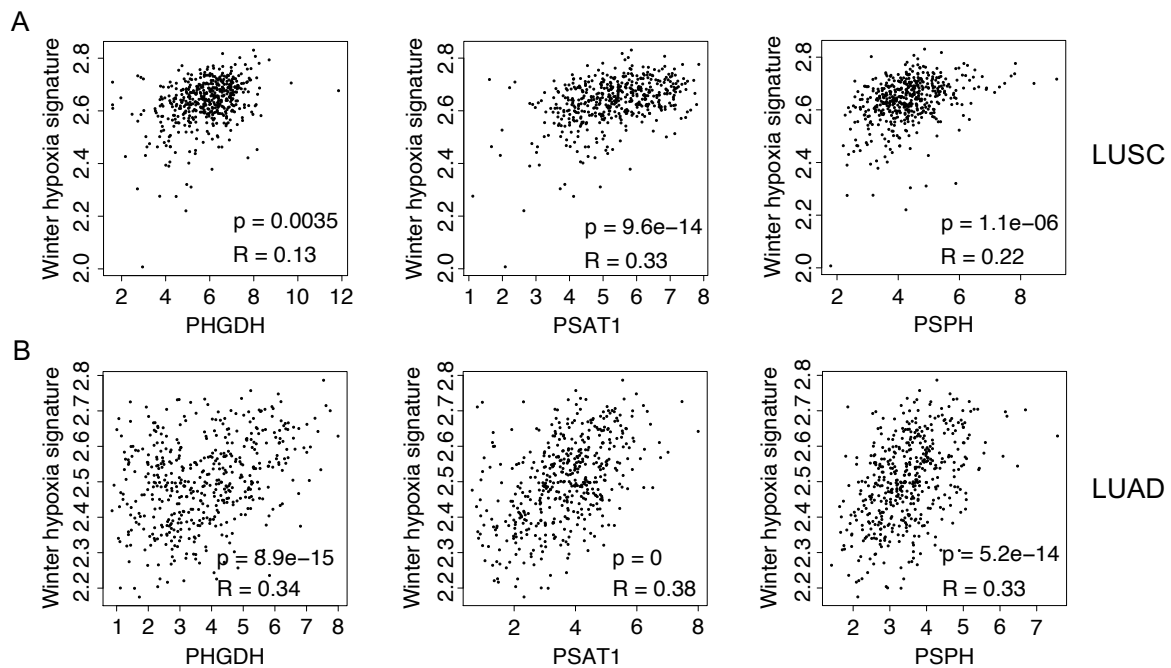 A
Winter hypoxia signature
2.0 2.2 2.4 2.6 2.8
p = 0.0035
R = 0.13
2 4 6 8 10 12
PHGDH
Winter hypoxia signature
2.0 2.2 2.4 2.6 2.8
p = 9.6e−14
R = 0.33
1 2 3 4 5 6 7 8
PSAT1
Winter hypoxia signature
2.0 2.2 2.4 2.6 2.8
p = 1.1e−06
R = 0.22
2 4 6 8
PSPH
LUSC
B
Winter hypoxia signature
2.2 2.3 2.4 2.5 2.6 2.7 2.8
p = 8.9e−15
R = 0.34
1 2 3 4 5 6 7 8
PHGDH
Winter hypoxia signature
2.2 2.3 2.4 2.5 2.6 2.7 2.8
p = 0
R = 0.38
2 4 6 8
PSAT1
Winter hypoxia signature
2.2 2.3 2.4 2.5 2.6 2.7 2.8
p = 5.2e−14
R = 0.33
2 3 4 5 6 7
PSPH
LUAD